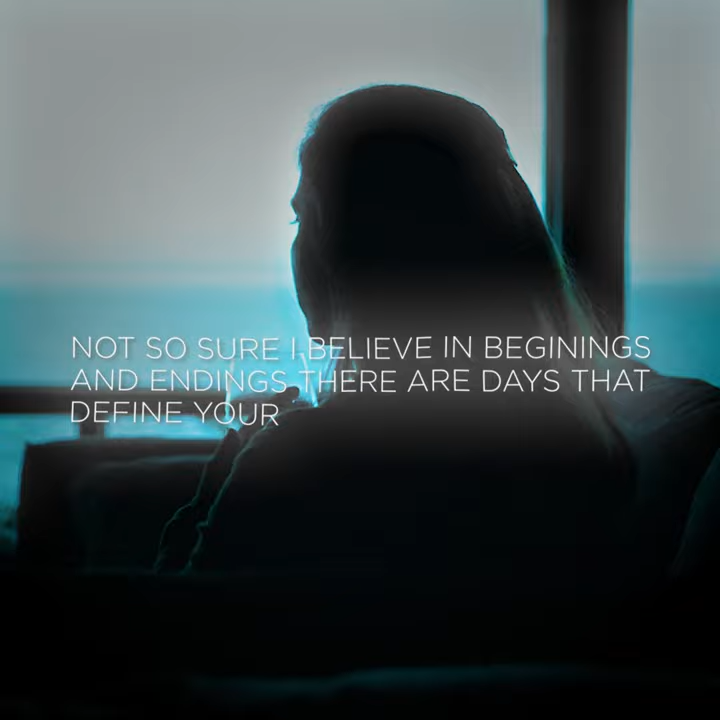 NOT SO SURE I BELIEVE IN BEGININGS
AND ENDINGS THERE ARE DAYS THAT
DEFINE YOUR